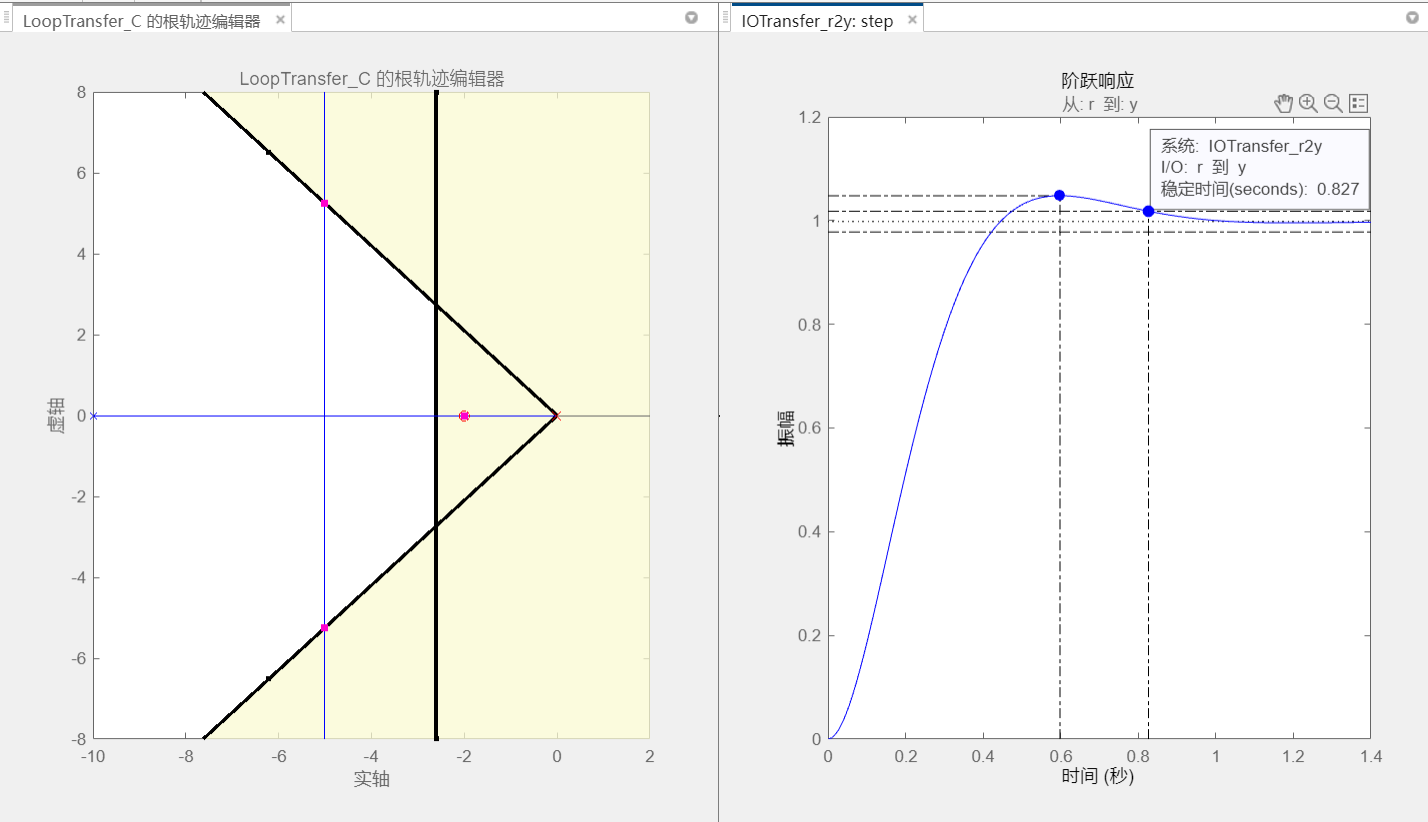 LoopTransfer_C 的根轨迹编辑器 ×
LoopTransfer_C 的根轨迹编辑器
8
6
4
2
0
-2
-4
-6
-8
虚轴
-10
-8
-6
-4
-2
0
2
实轴
IOTransfer_r2y: step ×
阶跃响应
从: r 到: y
系统: IOTransfer_r2y
I/O: r 到 y
稳定时间(seconds): 0.827
1.2
1
0.8
0.6
0.4
0.2
0
振幅
0
0.2
0.4
0.6
0.8
1
1.2
1.4
时间 (秒)